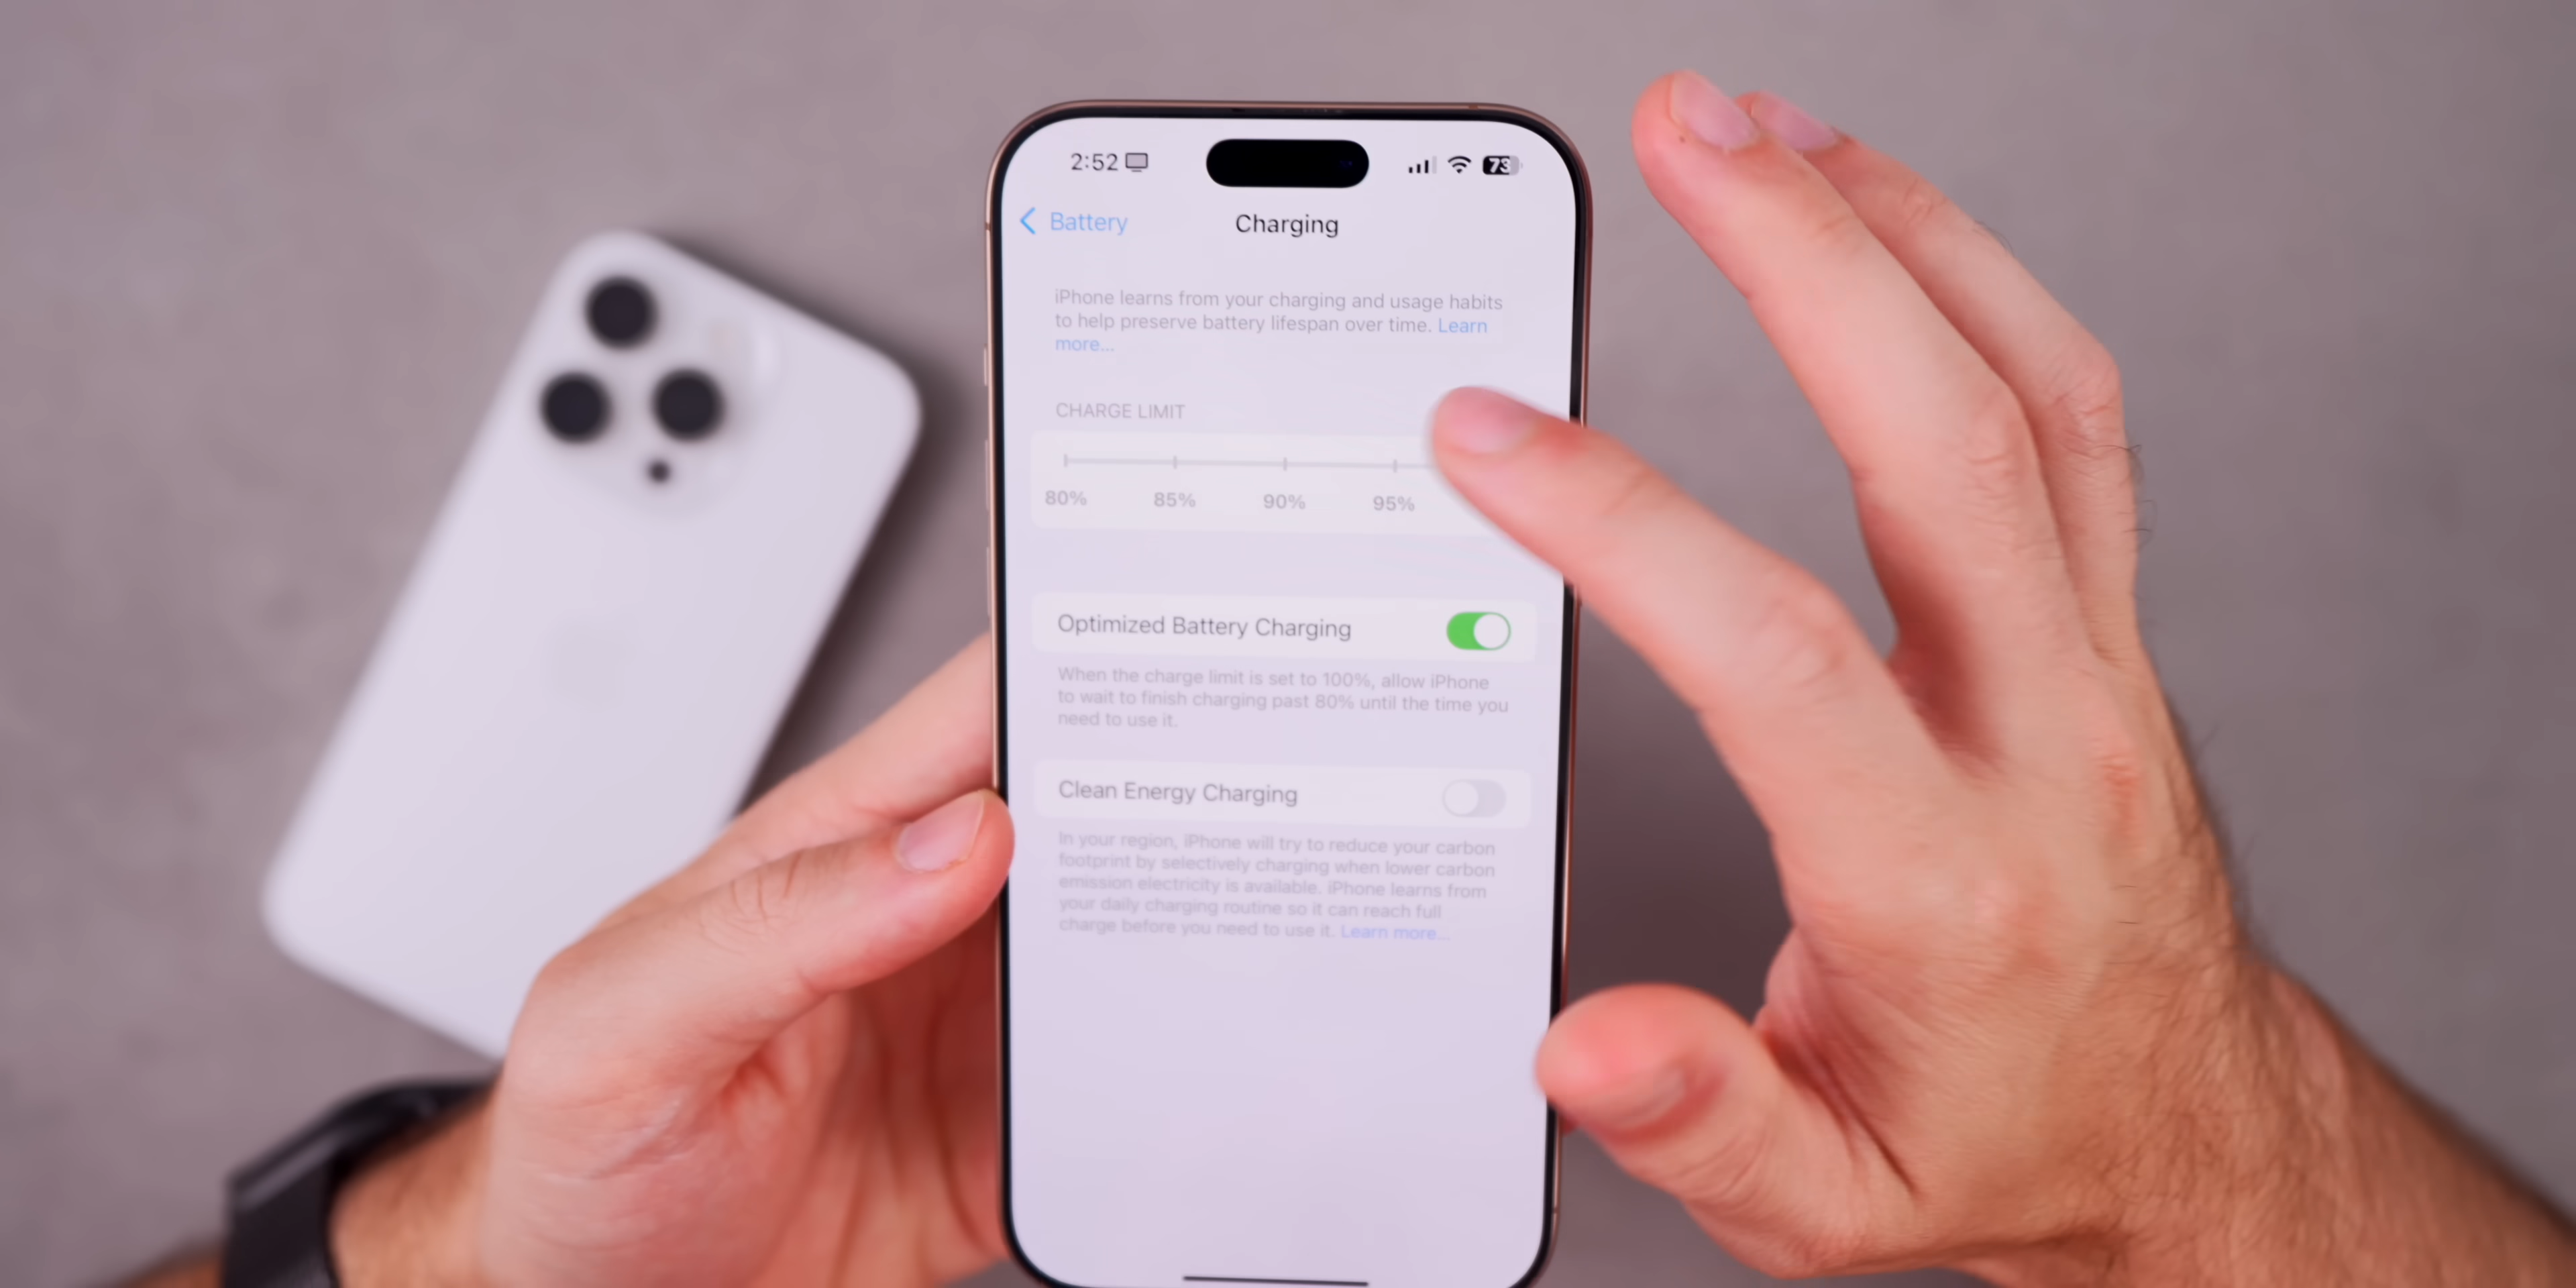 2:52
73
Battery
Charging
iPhone learns from your charging and usage habits
to help preserve battery lifespan over time. Learn
more...
CHARGE LIMIT
80% 85% 90% 95%
Optimized Battery Charging
When the charge limit is set to 100%, allow iPhone
to wait to finish charging past 80% until the time you
need to use it.
Clean Energy Charging
In your region, iPhone will try to reduce your carbon
footprint by selectively charging when lower carbon
emission electricity is available. iPhone learns from
your daily charging routine so it can reach full
charge before you need to use it. Learn more...